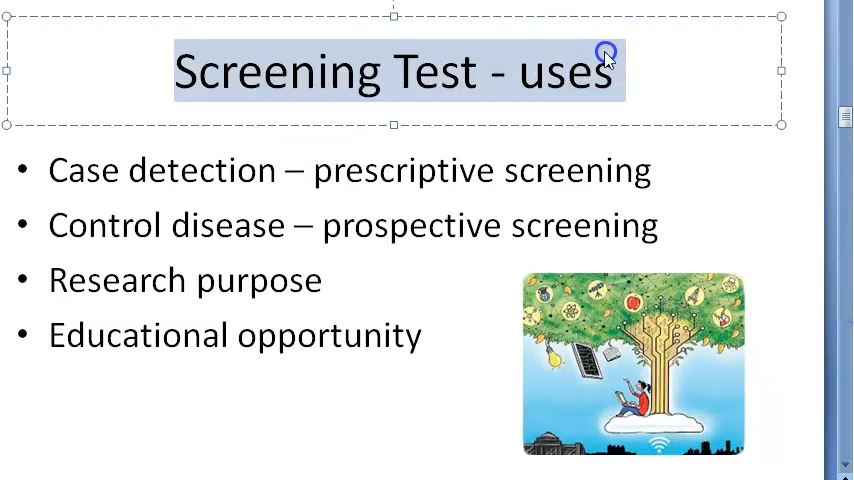 Screening Test - uses
• Case detection – prescriptive screening
• Control disease – prospective screening
• Research purpose
• Educational opportunity